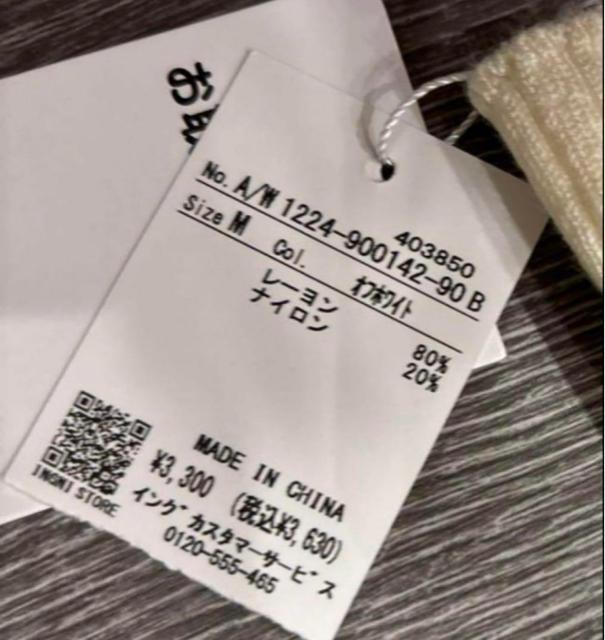 お取
403850
No. A/W 1224-900142-90 B
Size M Col. ｵﾌﾎﾜｲﾄ
レーヨン 80%
ナイロン 20%
MADE IN CHINA
¥3,300 (税込¥3,630)
INGNI STORE
イングﾞカスタマーサービﾞス
0120-555-465